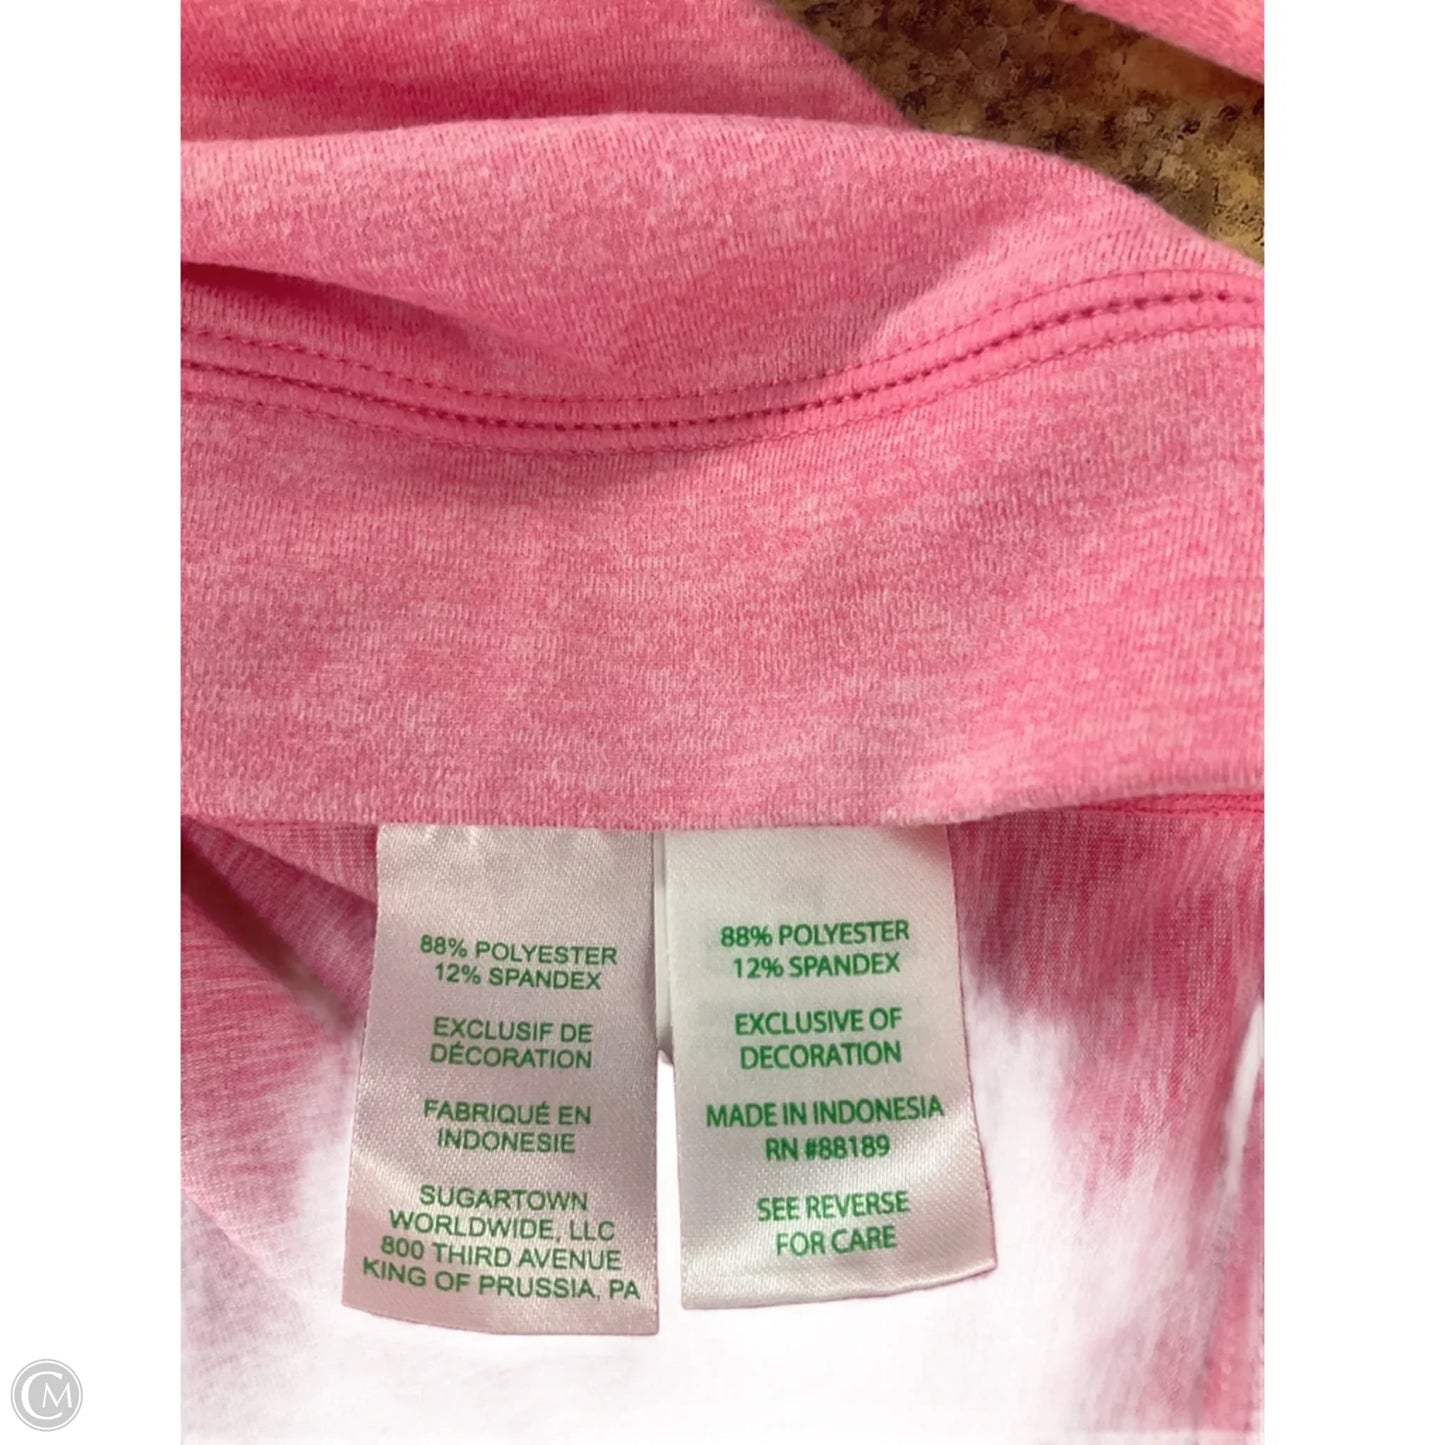 88% POLYESTER
12% SPANDEX
EXCLUSIF DE
DÉCORATION
FABRIQUÉ EN
INDONESIE
SUGARTOWN
WORLDWIDE, LLC
800 THIRD AVENUE
KING OF PRUSSIA, PA
88% POLYESTER
12% SPANDEX
EXCLUSIVE OF
DECORATION
MADE IN INDONESIA
RN #88189
SEE REVERSE
FOR CARE
CM